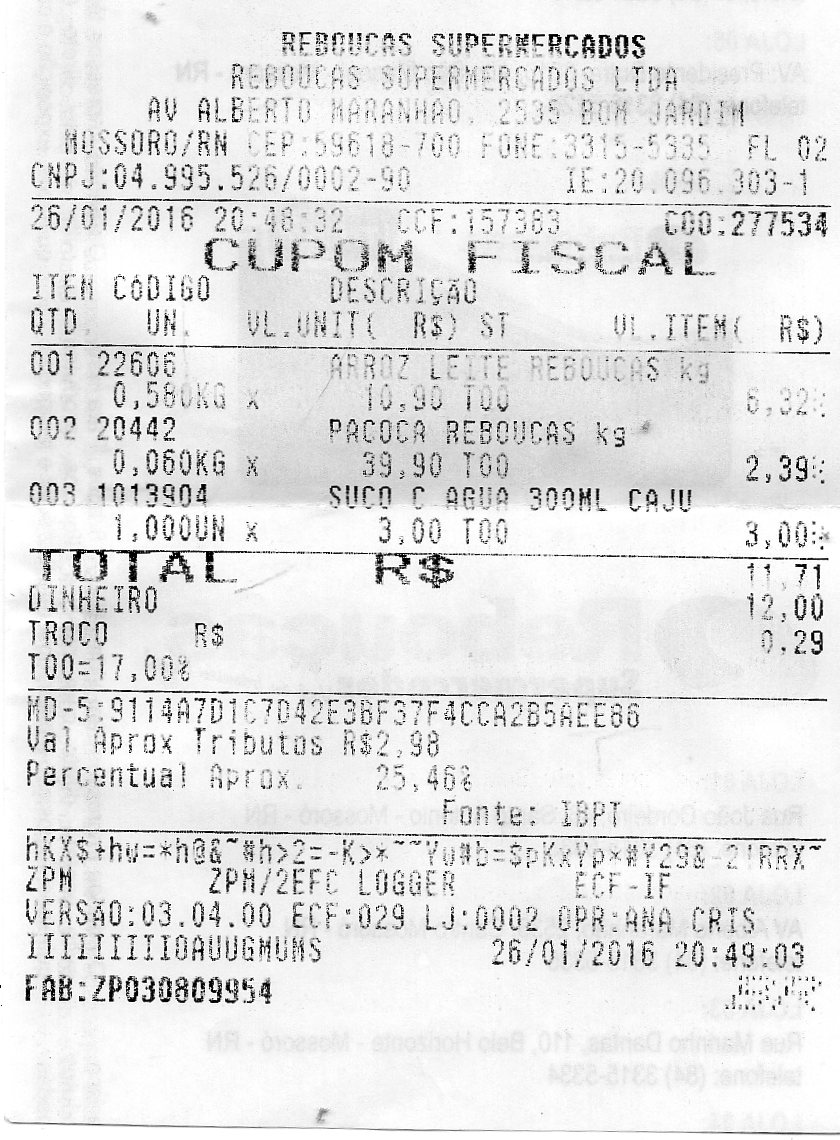 REBOUCAS SUPERMERCADOS
REBOUCAS SUPERMERCADOS LTDA
AV ALBERTO MARANHAO, 2535 BOM JARDIM
MOSSORO/RN CEP:59618-700 FONE:3315-5335 FL 02
CNPJ:04.995.526/0002-90 IE:20.096.303-1
26/01/2016 20:48:32 CCF:157383 COO:277534
CUPOM FISCAL
ITEM CÓDIGO DESCRIÇÃO
QTD. UN. VL.UNIT( R$) ST VL.ITEM( R$)
001 22606 ARROZ LEITE REBOUCAS kg
0,580KG x 10,90 T00 6,32
002 20442 PACOCA REBOUCAS kg
0,060KG x 39,90 T00 2,39
003 1013904 SUCO C AGUA 300ML CAJU
1,000UN x 3,00 T00 3,00
TOTAL R$ 11,71
DINHEIRO 12,00
TROCO R$ 0,29
T00=17,00%
MD-5:9114A7D1C7D42E3BF37F4CCA2B5AEE86
Val Aprox Tributos R$2,98
Percentual Aprox. 25,46%
Fonte: IBPT
hKX$+hw=*h@&~#h>2=-K>*~~Yu#b=$pKxYp*#Y29&-2!RRX~
ZPM ZPM/2EFC LOGGER ECF-IF
VERSÃO:03.04.00 ECF:029 LJ:0002 OPR:ANA CRIS
IIIIIIIIIOAUUGMUMS 26/01/2016 20:49:03
FAB:ZP030809954